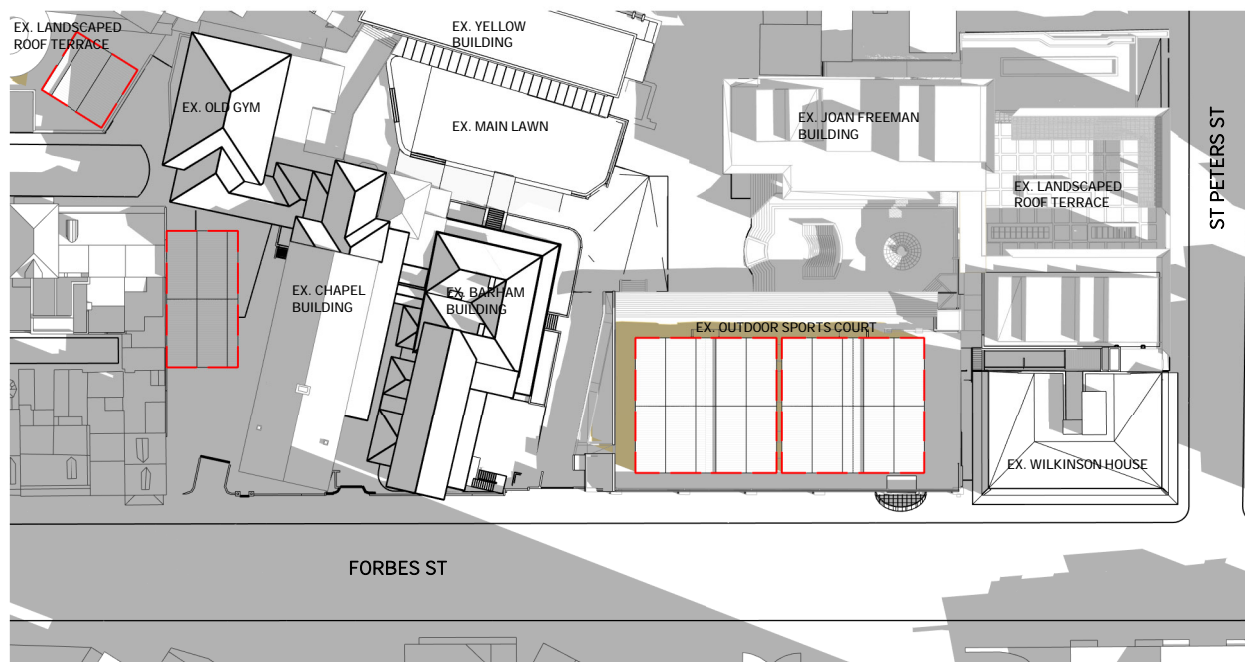 EX. LANDSCAPED
ROOF TERRACE
EX. YELLOW
BUILDING
EX. OLD GYM
EX. MAIN LAWN
EX. JOAN FREEMAN
BUILDING
EX. LANDSCAPED
ROOF TERRACE
ST PETERS ST
EX. CHAPEL
BUILDING
EX. BARHAM
BUILDING
EX. OUTDOOR SPORTS COURT
EX. WILKINSON HOUSE
FORBES ST